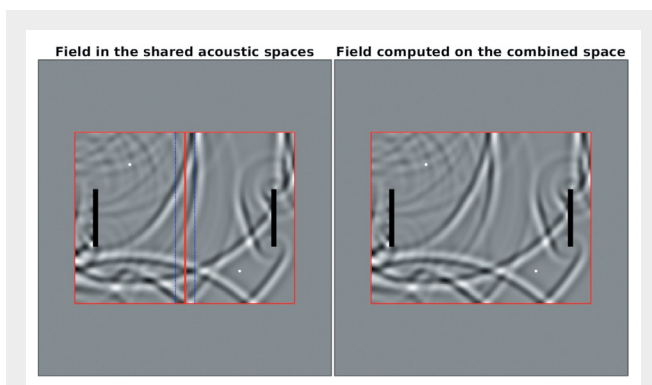 Field in the shared acoustic spaces
Field computed on the combined space